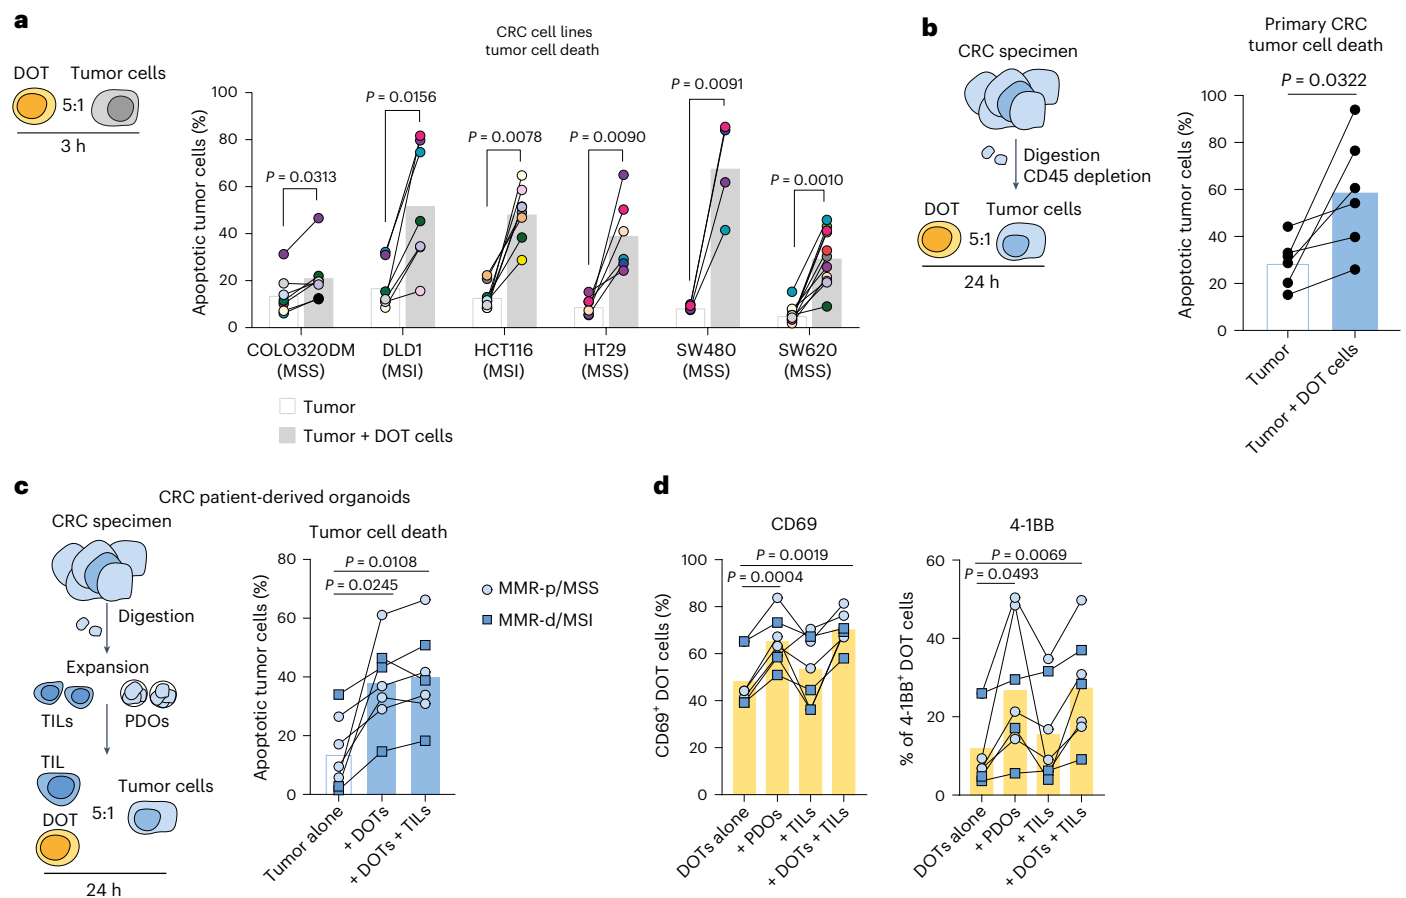 a
CRC cell lines
tumor cell death
DOT
Tumor cells
5:1
3 h
Apoptotic tumor cells (%)
100
80
60
40
20
0
P = 0.0313
P = 0.0156
P = 0.0078
P = 0.0090
P = 0.0091
P = 0.0010
COLO320DM
(MSS)
DLD1
(MSI)
HCT116
(MSI)
HT29
(MSS)
SW480
(MSS)
SW620
(MSS)
Tumor
Tumor + DOT cells
b
CRC specimen
Digestion
CD45 depletion
DOT
Tumor cells
5:1
24 h
Primary CRC
tumor cell death
P = 0.0322
Apoptotic tumor cells (%)
100
80
60
40
20
0
Tumor
Tumor + DOT cells
c
CRC patient-derived organoids
CRC specimen
Digestion
Expansion
TILs
PDOs
TIL
DOT
5:1
Tumor cells
24 h
Tumor cell death
P = 0.0108
P = 0.0245
Apoptotic tumor cells (%)
80
60
40
20
0
Tumor alone
+ DOTs
+ DOTs + TILs
MMR-p/MSS
MMR-d/MSI
d
CD69
P = 0.0019
P = 0.0004
CD69+ DOT cells (%)
100
80
60
40
20
0
DOTs alone
+ PDOs
+ TILs
+ DOTs + TILs
4-1BB
P = 0.0069
P = 0.0493
% of 4-1BB+ DOT cells
60
40
20
0
DOTs alone
+ PDOs
+ TILs
+ DOTs + TILs